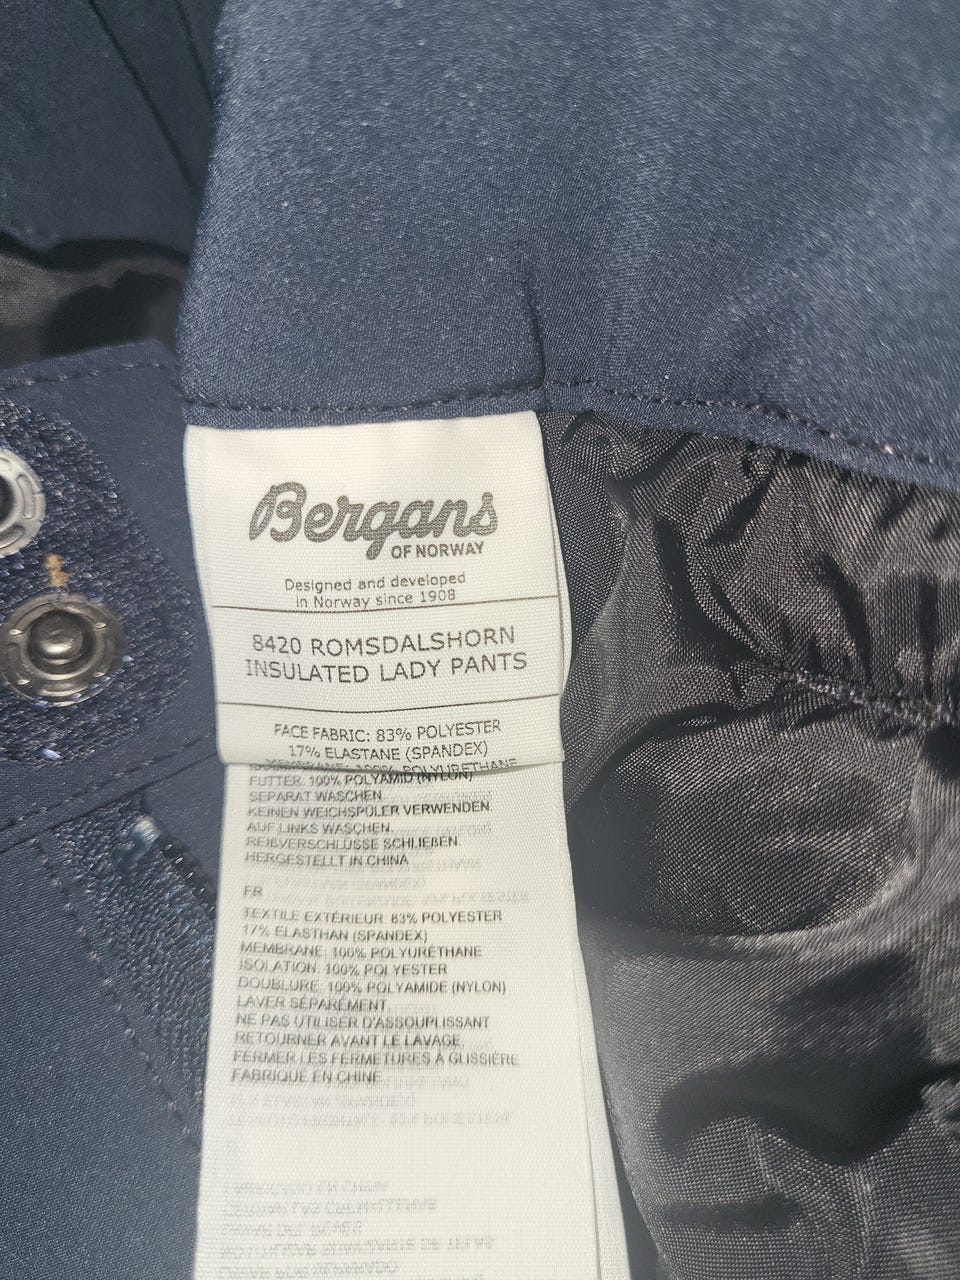 Bergans
OF NORWAY
Designed and developed
in Norway since 1908
8420 ROMSDALSHORN
INSULATED LADY PANTS
FACE FABRIC: 83% POLYESTER
17% ELASTANE (SPANDEX)
100% POLYURETHANE
FUTTER: 100% POLYAMID (NYLON)
SEPARAT WASCHEN.
KEINEN WEICHSPÜLER VERWENDEN.
AUF LINKS WASCHEN.
REIßVERSCHLÜSSE SCHLIEßEN.
HERGESTELLT IN CHINA
FR
TEXTILE EXTÉRIEUR: 83% POLYESTER
17% ELASTHAN (SPANDEX)
MEMBRANE: 100% POLYURÉTHANE
ISOLATION: 100% POLYESTER
DOUBLURE: 100% POLYAMIDE (NYLON)
LAVER SÉPARÉMENT.
NE PAS UTILISER D'ASSOUPLISSANT
RETOURNER AVANT LE LAVAGE.
FERMER LES FERMETURES À GLISSIÈRE
FABRIQUÉ EN CHINE